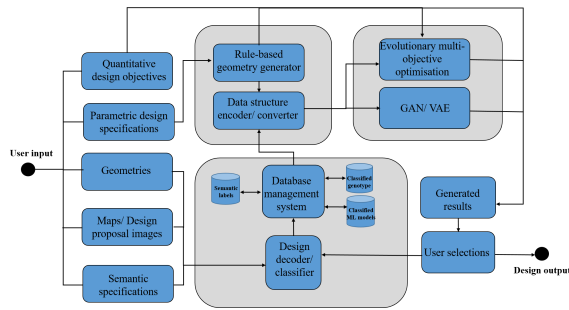 Quantitative
design objectives
Rule-based
geometry generator
Evolutionary multi-
objective
optimisation
Parametric design
specifications
Data structure
encoder/ converter
GAN/ VAE
User input
Geometries
Semantic
labels
Database
management
system
Classified
genotype
Classified
ML models
Generated
results
Maps/ Design
proposal images
Design
decoder/
classifier
User selections
Semantic
specifications
Design output